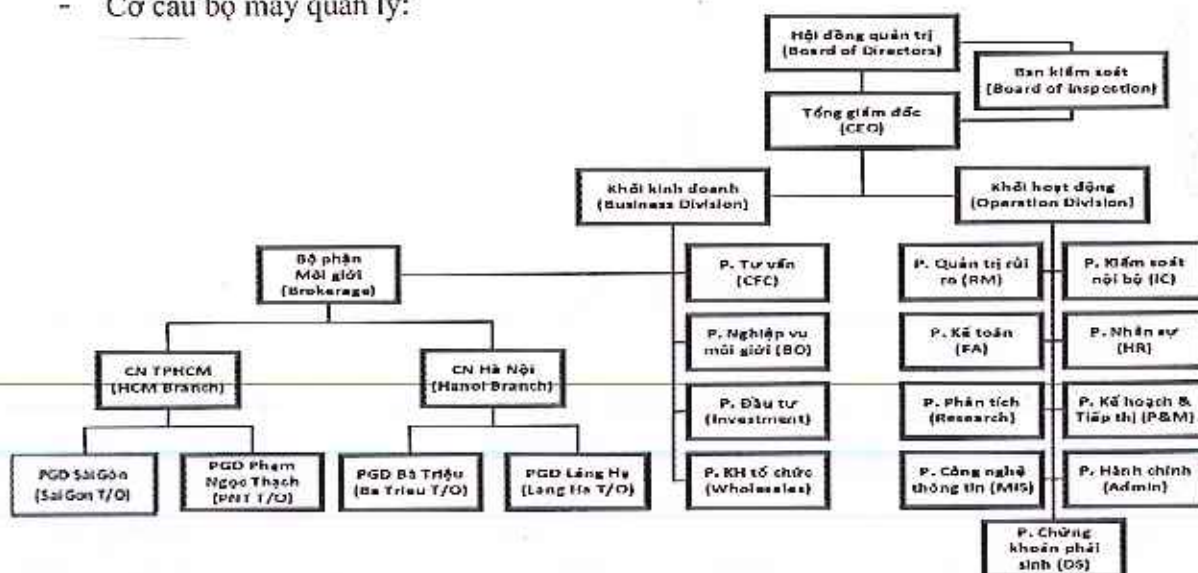 - Cơ cấu bộ máy quản lý:
Hội đồng quản trị
(Board of Directors)
Ban kiểm soát
(Board of Inspection)
Tổng giám đốc
(CEO)
Khối kinh doanh
(Business Division)
Khối hoạt động
(Operation Division)
Bộ phận
Môi giới
(Brokerage)
P. Tư vấn
(CFC)
P. Quản trị rủi
ro (RM)
P. Kiểm soát
nội bộ (IC)
P. Nghiệp vụ
môi giới (BO)
P. Kế toán
(FA)
P. Nhân sự
(HR)
CN TPHCM
(HCM Branch)
CN Hà Nội
(Hanoi Branch)
P. Đầu tư
(Investment)
P. Phân tích
(Research)
P. Kế hoạch &
Tiếp thị (P&M)
PGD SàiGòn
(SaiGon T/O)
PGD Phạm
Ngọc Thạch
(PNT T/O)
PGD Bà Triệu
(Ba Trieu T/O)
PGD Láng Hạ
(Lang Ha T/O)
P. KH tổ chức
(Wholesales)
P. Công nghệ
thông tin (MIS)
P. Hành chính
(Admin)
P. Chứng
khoán phái
sinh (DS)